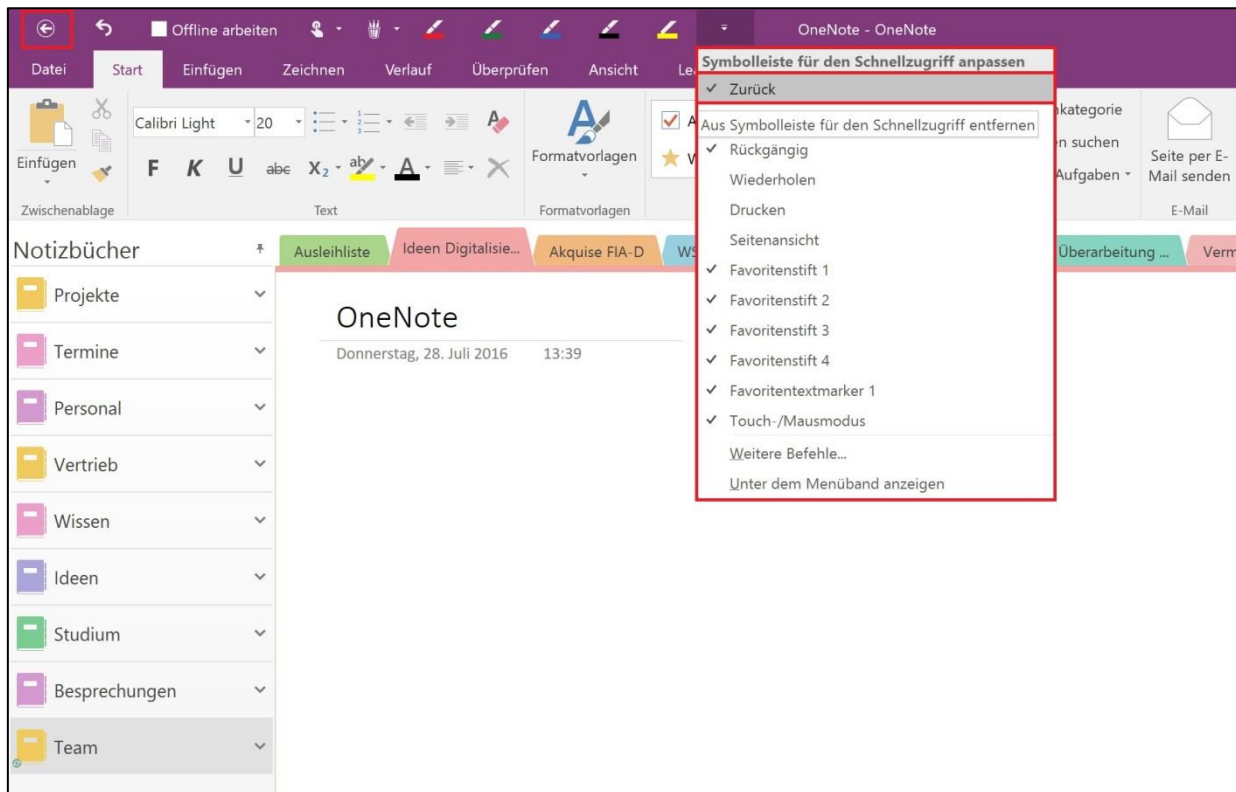 Offline arbeiten
OneNote - OneNote
Datei Start Einfügen Zeichnen Verlauf Überprüfen Ansicht
Symbolleiste für den Schnellzugriff anpassen
Zurück
Aus Symbolleiste für den Schnellzugriff entfernen
Rückgängig
Wiederholen
Drucken
Seitenansicht
Favoritenstift 1
Favoritenstift 2
Favoritenstift 3
Favoritenstift 4
Favoritentextmarker 1
Touch-/Mausmodus
Weitere Befehle...
Unter dem Menüband anzeigen
Einfügen
Zwischenablage
Calibri Light 20
F K U abc X₂ aby A
Text
Formatvorlagen
Formatvorlagen
suchen
Aufgaben
Seite per E-
Mail senden
E-Mail
Notizbücher
Ausleihliste Ideen Digitalisie... Akquise FIA-D Überarbeitung ...
Projekte
Termine
Personal
Vertrieb
Wissen
Ideen
Studium
Besprechungen
Team
OneNote
Donnerstag, 28. Juli 2016 13:39